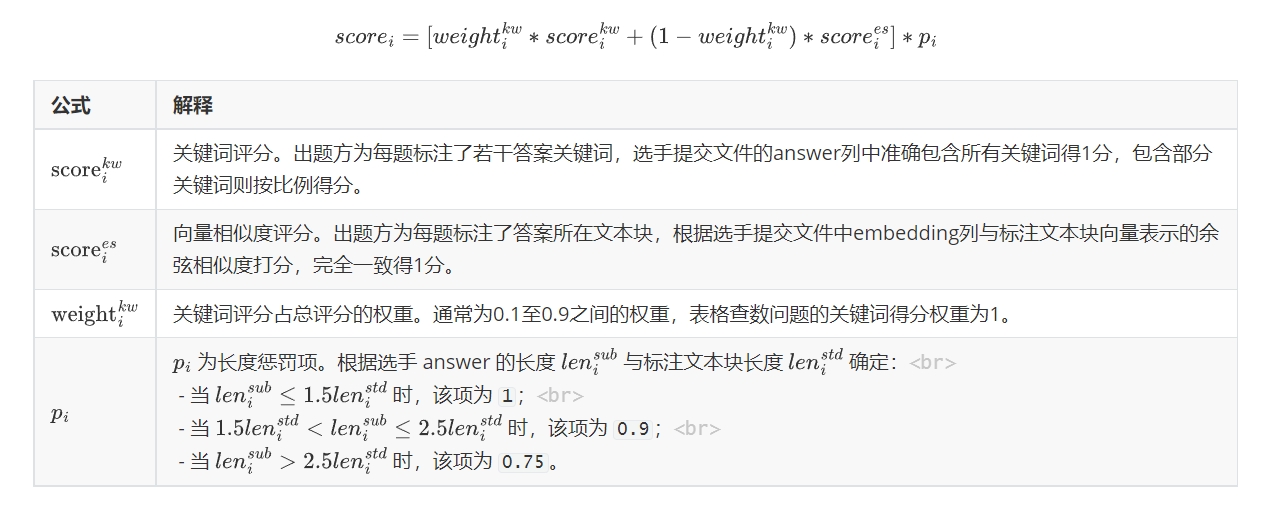 score_i = [weight_i^{kw} * score_i^{kw} + (1 − weight_i^{kw}) * score_i^{es}] * p_i
公式 解释
score_i^{kw} 关键词评分。出题方为每题标注了若干答案关键词，选手提交文件的answer列中准确包含所有关键词得1分，包含部分
关键词则按比例得分。
score_i^{es} 向量相似度评分。出题方为每题标注了答案所在文本块，根据选手提交文件中embedding列与标注文本块向量表示的余
弦相似度打分，完全一致得1分。
weight_i^{kw} 关键词评分占总评分的权重。通常为0.1至0.9之间的权重，表格查数问题的关键词得分权重为1。
p_i p_i 为长度惩罚项。根据选手 answer 的长度 len_i^{sub} 与标注文本块长度 len_i^{std} 确定：<br>
- 当 len_i^{sub} ≤ 1.5len_i^{std} 时，该项为 1；<br>
- 当 1.5len_i^{std} < len_i^{sub} ≤ 2.5len_i^{std} 时，该项为 0.9；<br>
- 当 len_i^{sub} > 2.5len_i^{std} 时，该项为 0.75。